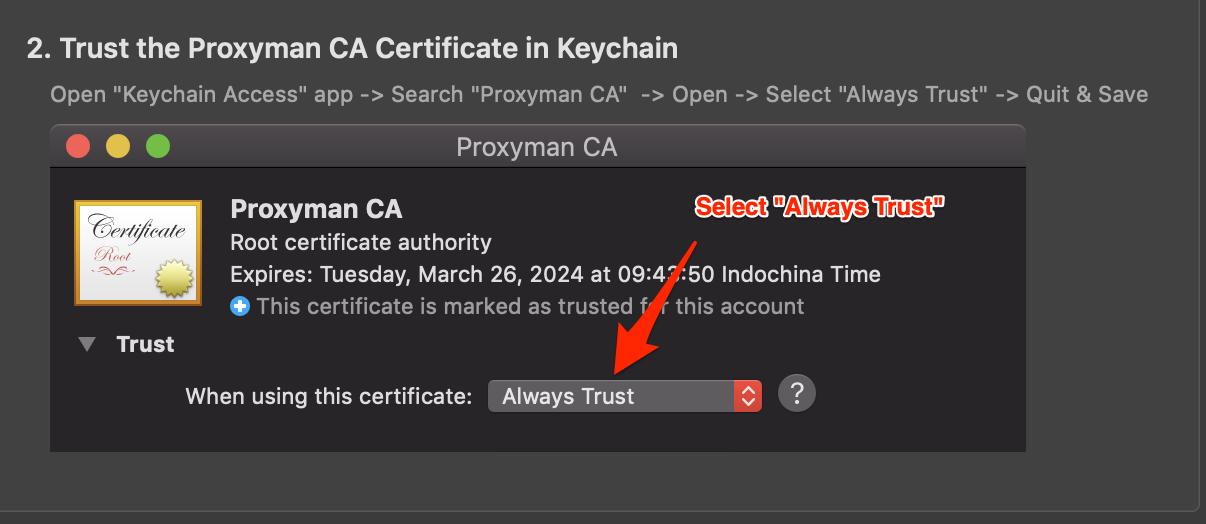 2. Trust the Proxyman CA Certificate in Keychain
Open "Keychain Access" app -> Search "Proxyman CA" -> Open -> Select "Always Trust" -> Quit & Save
Proxyman CA
Certificate
Root
Proxyman CA
Select "Always Trust"
Root certificate authority
Expires: Tuesday, March 26, 2024 at 09:43:50 Indochina Time
This certificate is marked as trusted for this account
Trust
When using this certificate: Always Trust ?